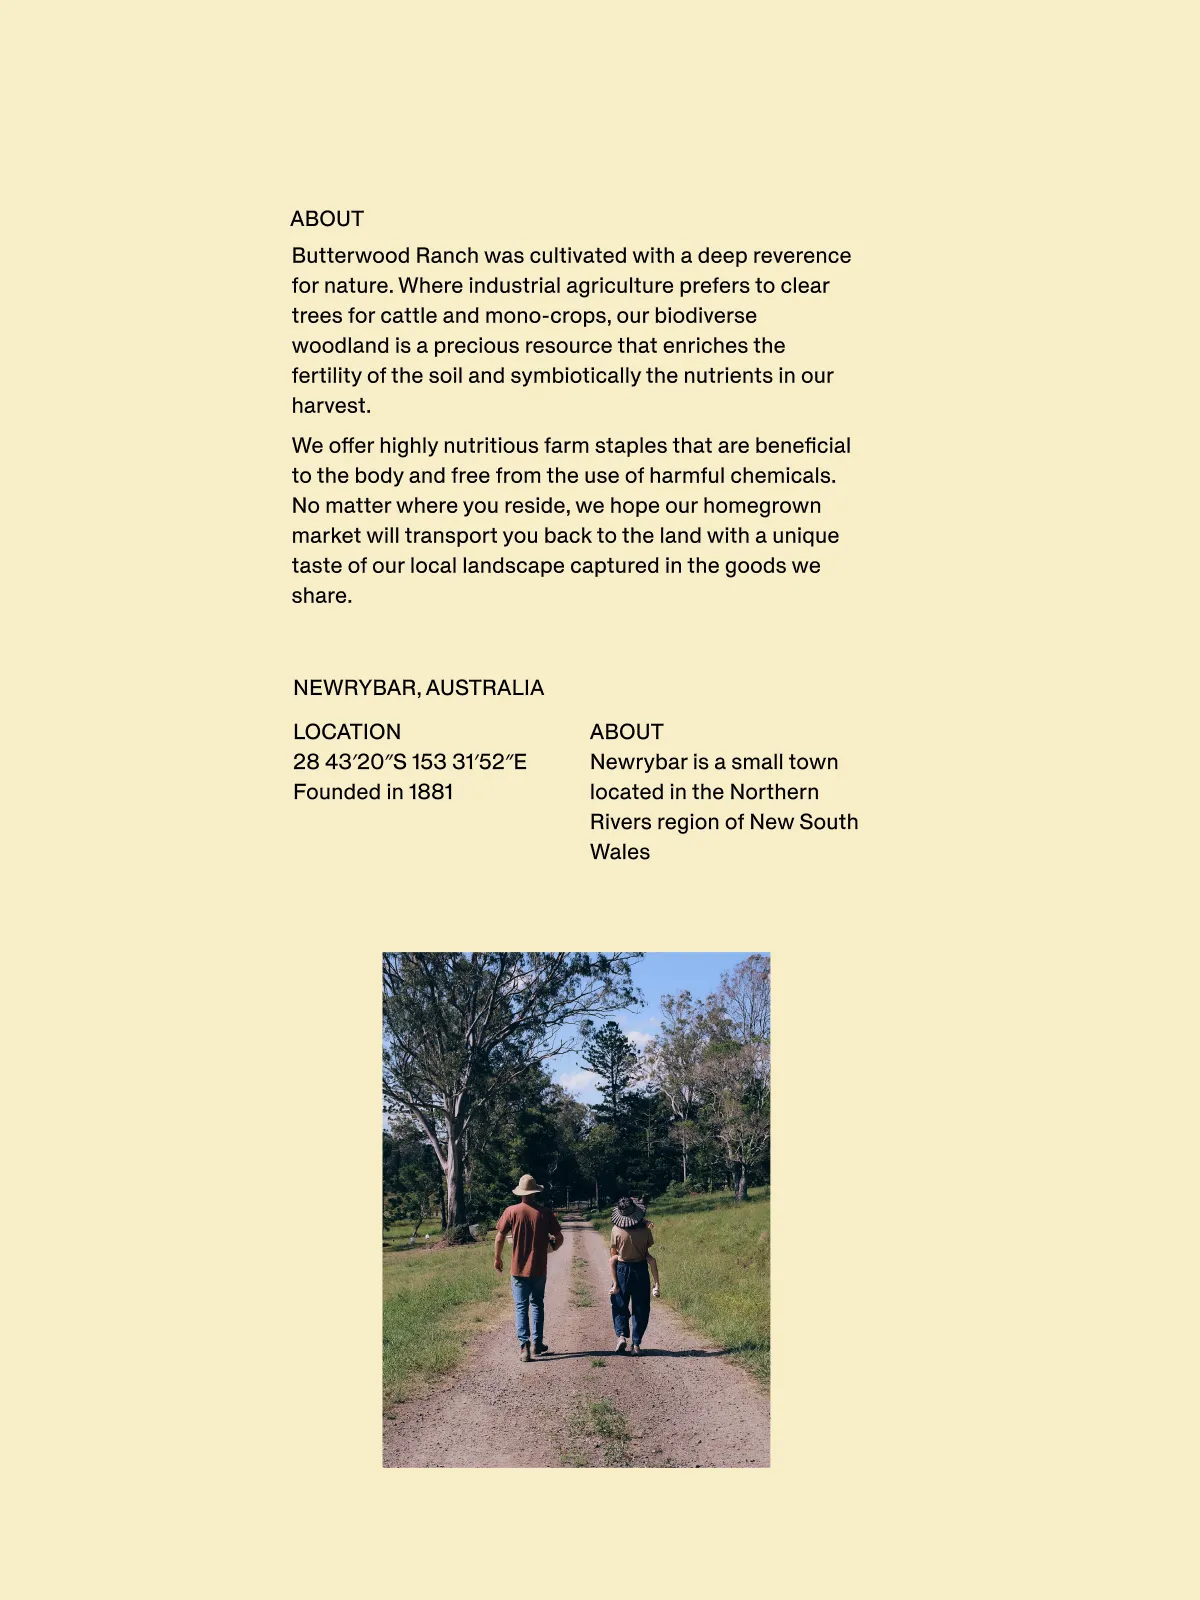 ABOUT
Butterwood Ranch was cultivated with a deep reverence
for nature. Where industrial agriculture prefers to clear
trees for cattle and mono-crops, our biodiverse
woodland is a precious resource that enriches the
fertility of the soil and symbiotically the nutrients in our
harvest.
We offer highly nutritious farm staples that are beneficial
to the body and free from the use of harmful chemicals.
No matter where you reside, we hope our homegrown
market will transport you back to the land with a unique
taste of our local landscape captured in the goods we
share.
NEWRYBAR, AUSTRALIA
LOCATION
28 43′20″S 153 31′52″E
Founded in 1881
ABOUT
Newrybar is a small town
located in the Northern
Rivers region of New South
Wales